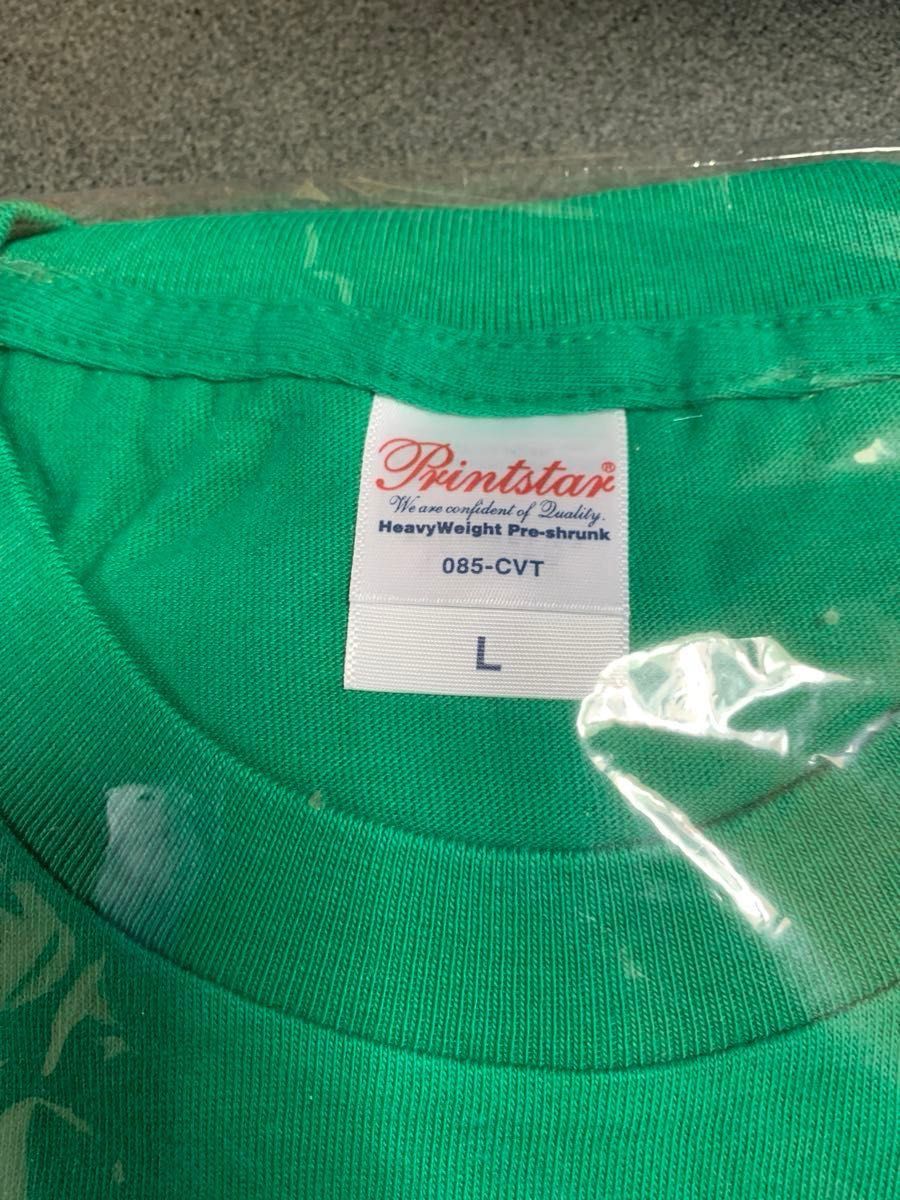 Printstar®
We are confident of Quality.
HeavyWeight Pre-shrunk
085-CVT
L